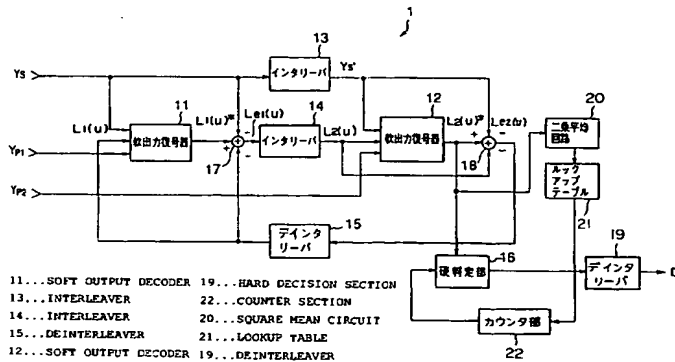 1
13
インタリーバ
Ys
Ys'
11
軟出力復号器
L1(u)
L1(u)*
Le1(u)
17
14
インタリーバ
L2(u)
12
軟出力復号器
L2(u)*
Le2(u)
18
20
二乗平均
回路
ルック
アップ
テーブル
21
YP1
YP2
15
デインタ
リーバ
16
硬判定部
19
デインタ
リーバ
D
カウンタ部
22
11...SOFT OUTPUT DECODER 19...HARD DECISION SECTION
13...INTERLEAVER 22...COUNTER SECTION
14...INTERLEAVER 20...SQUARE MEAN CIRCUIT
15...DEINTERLEAVER 21...LOOKUP TABLE
12...SOFT OUTPUT DECODER 19...DEINTERLEAVER